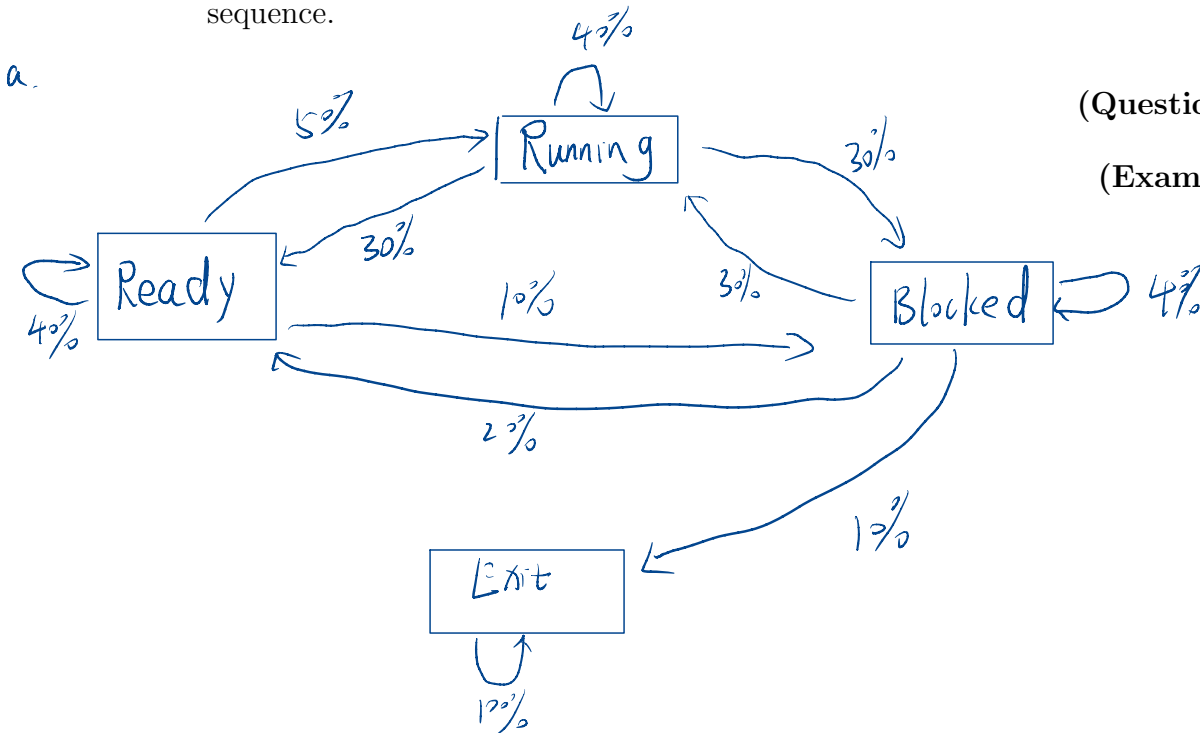 sequence.
40%
a.
(Questio
50%
Running
30%
(Exam
30%
Ready
10%
30%
Blocked
40%
40%
20%
10%
Exit
100%